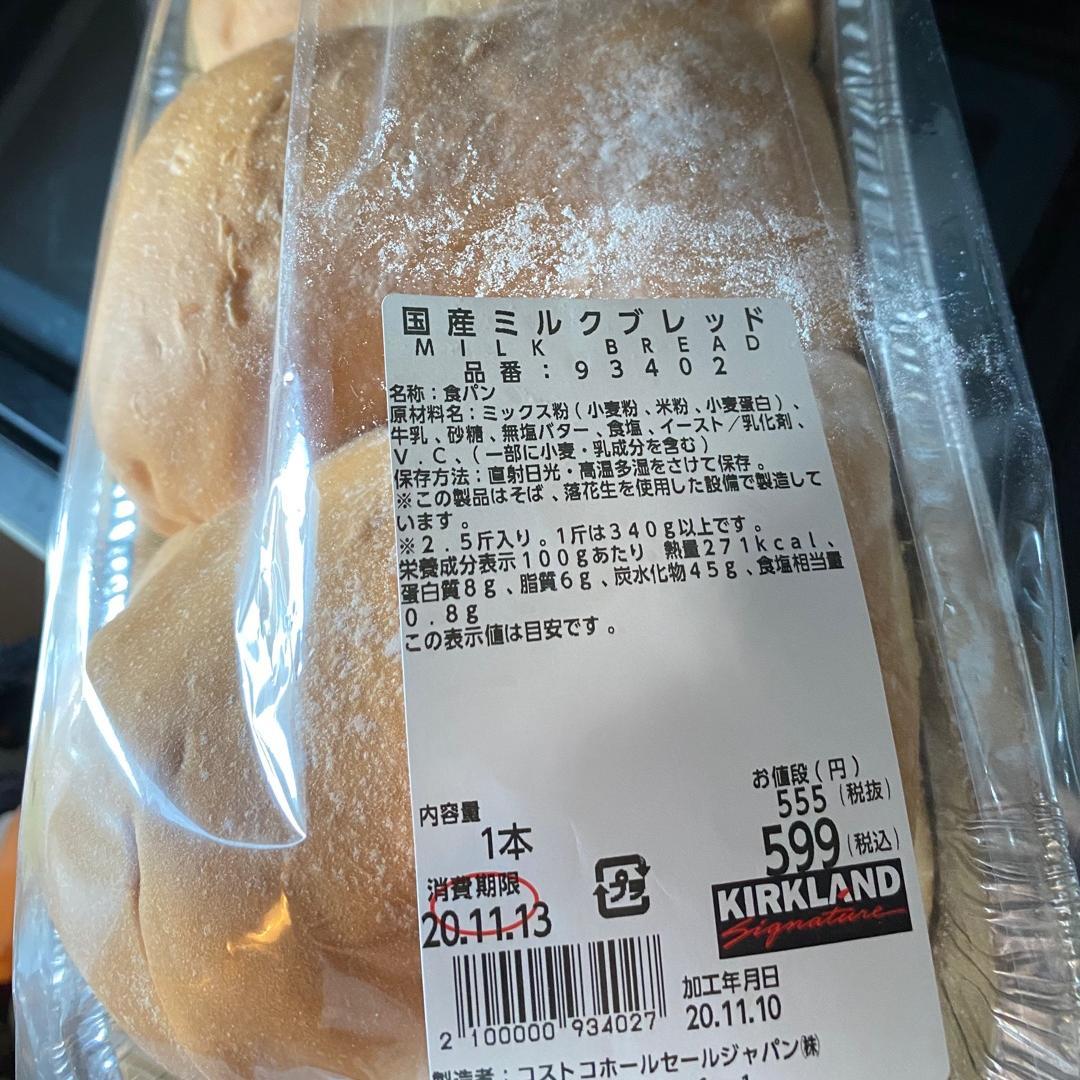 国産ミルクブレッド
MILK BREAD
品番:93402
名称:食パン
原材料名:ミックス粉(小麦粉、米粉、小麦蛋白)、
牛乳、砂糖、無塩バター、食塩、イースト/乳化剤、
V.C、(一部に小麦・乳成分を含む)
保存方法:直射日光・高温多湿をさけて保存。
※この製品はそば、落花生を使用した設備で製造して
います。
※2.5斤入り。1斤は340g以上です。
栄養成分表示100gあたり 熱量271kcal、
蛋白質8g、脂質6g、炭水化物45g、食塩相当量
0.8g
この表示値は目安です。
お値段(円)
555(税抜)
599(税込)
内容量
1本
消費期限
20.11.13
プラ
KIRKLAND
Signature
加工年月日
20.11.10
2 100000 934027
製造者:コストコホールセールジャパン㈱